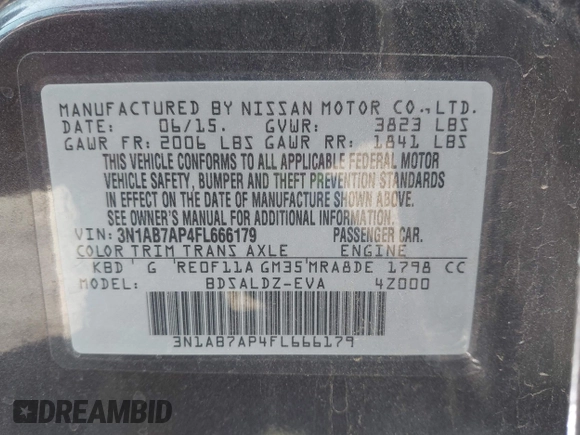 MANUFACTURED BY NISSAN MOTOR CO.,LTD.
DATE: 06/15. GVWR: 3823 LBS
GAWR FR: 2006 LBS GAWR RR: 1841 LBS
THIS VEHICLE CONFORMS TO ALL APPLICABLE FEDERAL MOTOR
VEHICLE SAFETY, BUMPER AND THEFT PREVENTION STANDARDS
IN EFFECT ON THE DATE OF MANUFACTURE SHOWN ABOVE.
SEE OWNER'S MANUAL FOR ADDITIONAL INFORMATION.
VIN: 3N1AB7AP4FL666179 PASSENGER CAR.
COLOR TRIM TRANS AXLE ENGINE
KBD G RE0F11A GM35 MRA8DE 1798 CC
MODEL: BDSALDZ-EVA 4Z000
3N1AB7AP4FL666179
DREAMBID